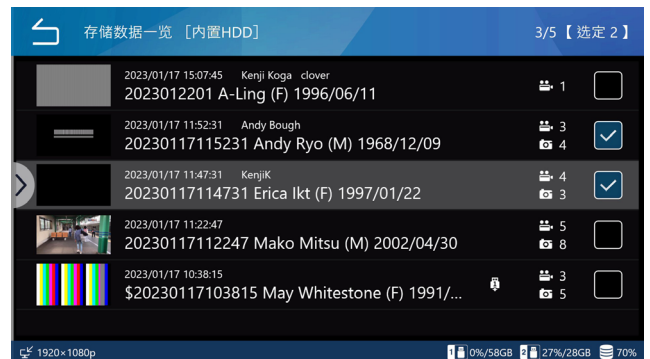 存储数据一览 [内置HDD] 3/5【 选定 2 】
2023/01/17 15:07:45 Kenji Koga clover
2023012201 A-Ling (F) 1996/06/11
1
2023/01/17 11:52:31 Andy Bough
20230117115231 Andy Ryo (M) 1968/12/09
3
4
2023/01/17 11:47:31 KenjiK
20230117114731 Erica Ikt (F) 1997/01/22
4
3
2023/01/17 11:22:47
20230117112247 Mako Mitsu (M) 2002/04/30
5
8
2023/01/17 10:38:15
$20230117103815 May Whitestone (F) 1991/...
1
3
5
1920×1080p 1 0%/58GB 2 27%/28GB 70%